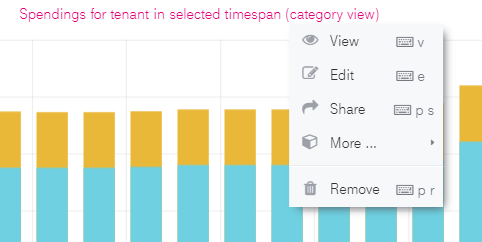 Spendings for tenant in selected timespan (category view)
View v
Edit e
Share p s
More ...
Remove p r